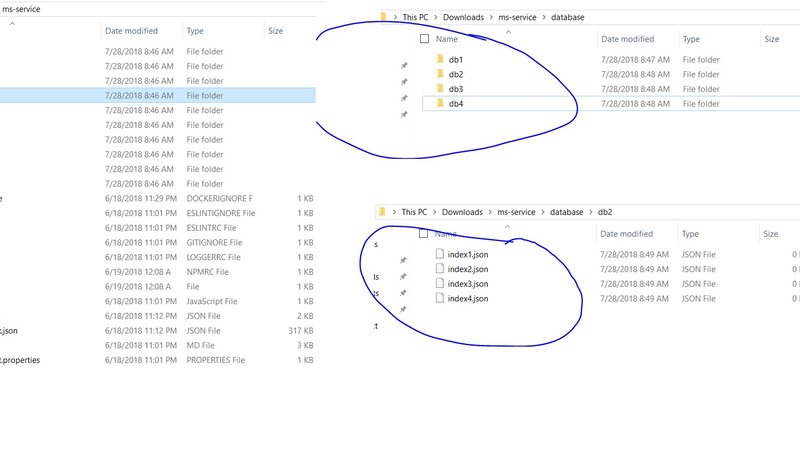 ms-service
Date modified Type Size
7/28/2018 8:46 AM File folder
7/28/2018 8:46 AM File folder
7/28/2018 8:46 AM File folder
7/28/2018 8:46 AM File folder
7/28/2018 8:46 AM File folder
7/28/2018 8:46 AM File folder
7/28/2018 8:46 AM File folder
7/28/2018 8:46 AM File folder
7/28/2018 8:46 AM File folder
7/28/2018 8:46 AM File folder
e 6/18/2018 11:29 PM DOCKERIGNORE F 1 KB
6/18/2018 11:01 PM ESLINTIGNORE File 1 KB
6/18/2018 11:01 PM ESLINTRC File 1 KB
6/18/2018 11:01 PM GITIGNORE File 1 KB
6/18/2018 11:01 PM LOGGERRC File 1 KB
6/19/2018 12:08 A NPMRC File 1 KB
6/19/2018 12:08 A File 1 KB
6/18/2018 11:01 PM JavaScript File 1 KB
6/18/2018 11:12 PM JSON File 2 KB
.json 6/18/2018 11:12 PM JSON File 317 KB
6/18/2018 11:01 PM MD File 3 KB
.properties 6/18/2018 11:01 PM PROPERTIES File 1 KB
This PC > Downloads > ms-service > database
Name Date modified Type Size
db1 7/28/2018 8:47 AM File folder
db2 7/28/2018 8:48 AM File folder
db3 7/28/2018 8:48 AM File folder
db4 7/28/2018 8:48 AM File folder
This PC > Downloads > ms-service > database > db2
Name Date modified Type Size
s
index1.json 7/28/2018 8:49 AM JSON File 0
index2.json 7/28/2018 8:49 AM JSON File 0
ls
index3.json 7/28/2018 8:49 AM JSON File 0
ts
index4.json 7/28/2018 8:49 AM JSON File 0
:t